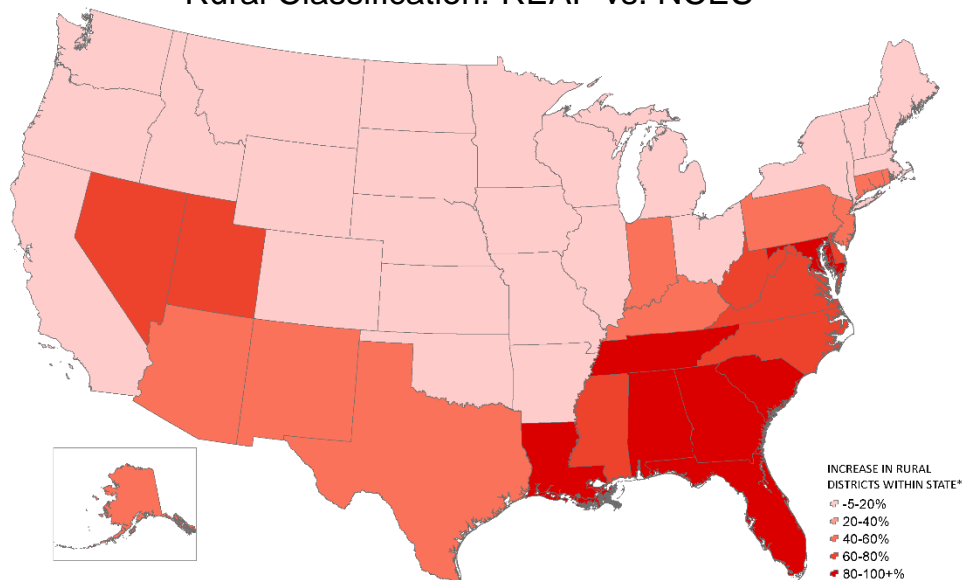 Rural Classification: REAP vs. NCES
INCREASE IN RURAL
DISTRICTS WITHIN STATE*
-5-20%
20-40%
40-60%
60-80%
80-100+%